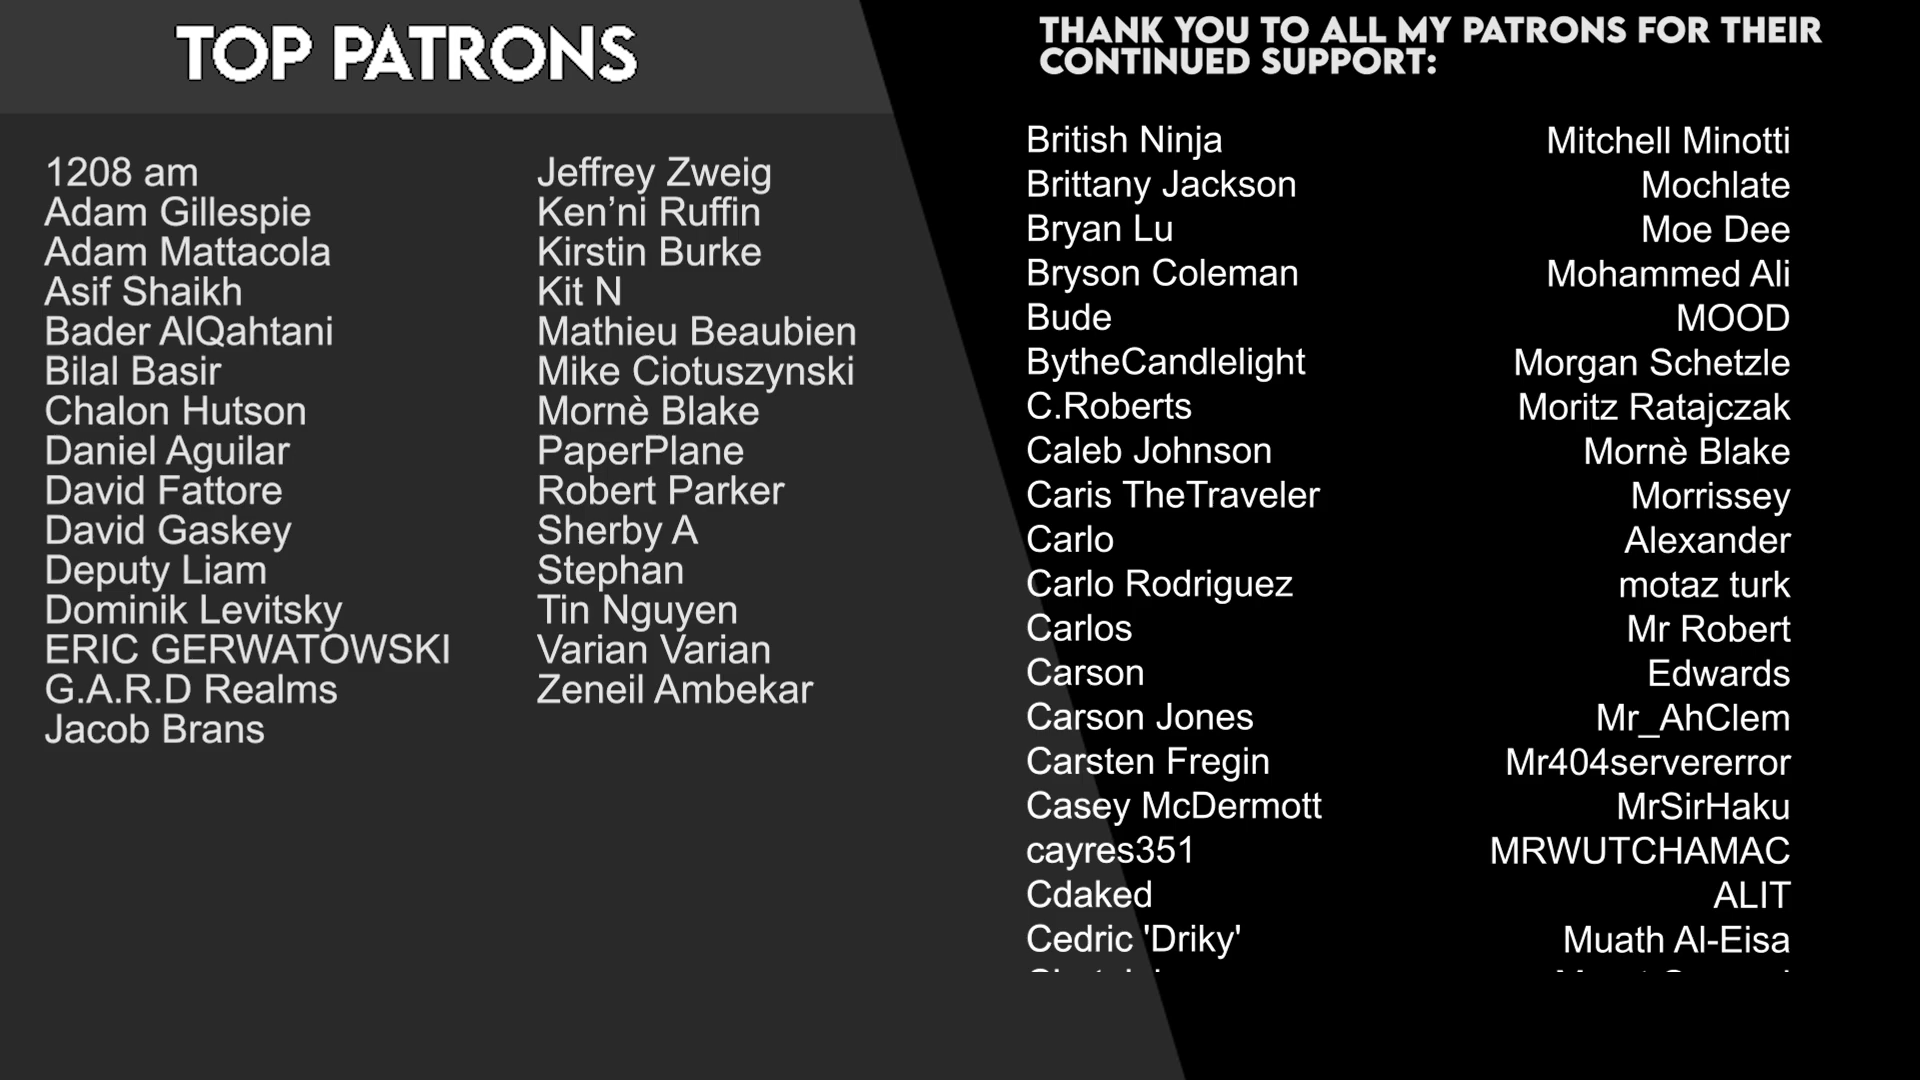 TOP PATRONS
1208 am
Adam Gillespie
Adam Mattacola
Asif Shaikh
Bader AlQahtani
Bilal Basir
Chalon Hutson
Daniel Aguilar
David Fattore
David Gaskey
Deputy Liam
Dominik Levitsky
ERIC GERWATOWSKI
G.A.R.D Realms
Jacob Brans
Jeffrey Zweig
Ken’ni Ruffin
Kirstin Burke
Kit N
Mathieu Beaubien
Mike Ciotuszynski
Mornè Blake
PaperPlane
Robert Parker
Sherby A
Stephan
Tin Nguyen
Varian Varian
Zeneil Ambekar
THANK YOU TO ALL MY PATRONS FOR THEIR
CONTINUED SUPPORT:
British Ninja
Brittany Jackson
Bryan Lu
Bryson Coleman
Bude
BytheCandlelight
C.Roberts
Caleb Johnson
Caris TheTraveler
Carlo
Carlo Rodriguez
Carlos
Carson
Carson Jones
Carsten Fregin
Casey McDermott
cayres351
Cdaked
Cedric 'Driky'
Mitchell Minotti
Mochlate
Moe Dee
Mohammed Ali
MOOD
Morgan Schetzle
Moritz Ratajczak
Mornè Blake
Morrissey
Alexander
motaz turk
Mr Robert
Edwards
Mr_AhClem
Mr404servererror
MrSirHaku
MRWUTCHAMAC
ALIT
Muath Al-Eisa